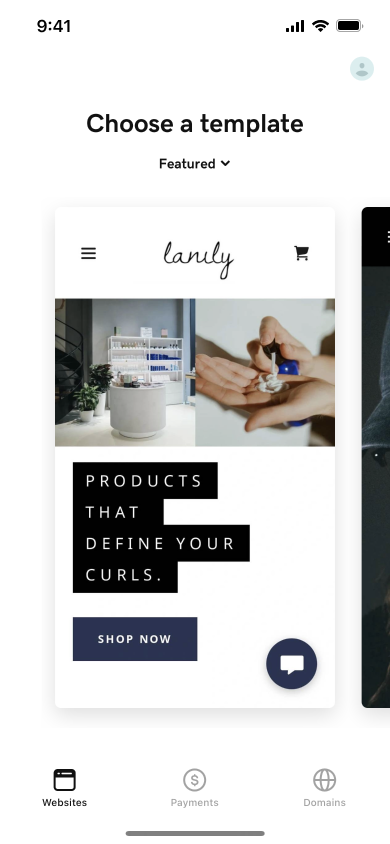 9:41
Choose a template
Featured
lanily
PRODUCTS
THAT
DEFINE YOUR
CURLS.
SHOP NOW
Websites
Payments
Domains